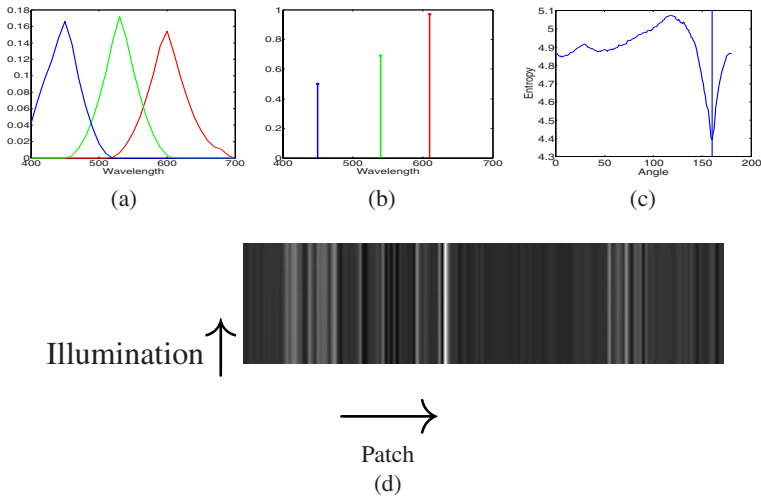 0.18
0.16
0.14
0.12
0.1
0.08
0.06
0.04
0.02
0
400 500 600 700
Wavelength
(a)
1
0.8
0.6
0.4
0.2
0
400 500 600 700
Wavelength
(b)
5.1
5
4.9
4.8
4.7
4.6
4.5
4.4
4.3
Entropy
0 50 100 150 200
Angle
(c)
Illumination
Patch
(d)